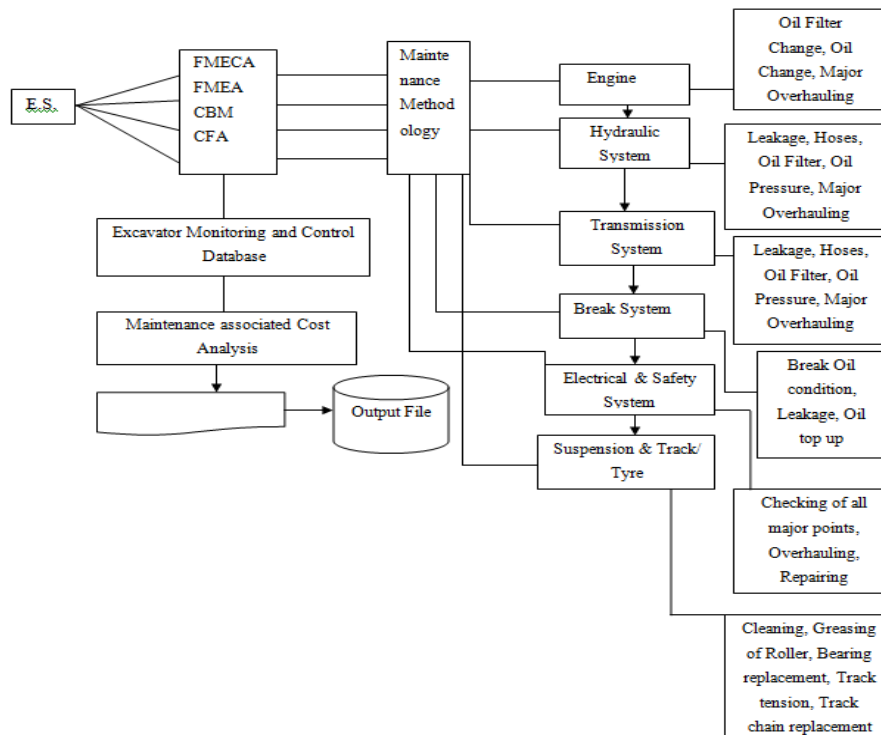 E.S.
FMECA
FMEA
CBM
CFA
Mainte
nance
Method
ology
Engine
Oil Filter
Change, Oil
Change, Major
Overhauling
Hydraulic
System
Leakage, Hoses,
Oil Filter, Oil
Pressure, Major
Overhauling
Excavator Monitoring and Control
Database
Transmission
System
Leakage, Hoses,
Oil Filter, Oil
Pressure, Major
Overhauling
Maintenance associated Cost
Analysis
Break System
Break Oil
condition,
Leakage, Oil
top up
Output File
Electrical & Safety
System
Suspension & Track/
Tyre
Checking of all
major points,
Overhauling,
Repairing
Cleaning, Greasing
of Roller, Bearing
replacement, Track
tension, Track
chain replacement